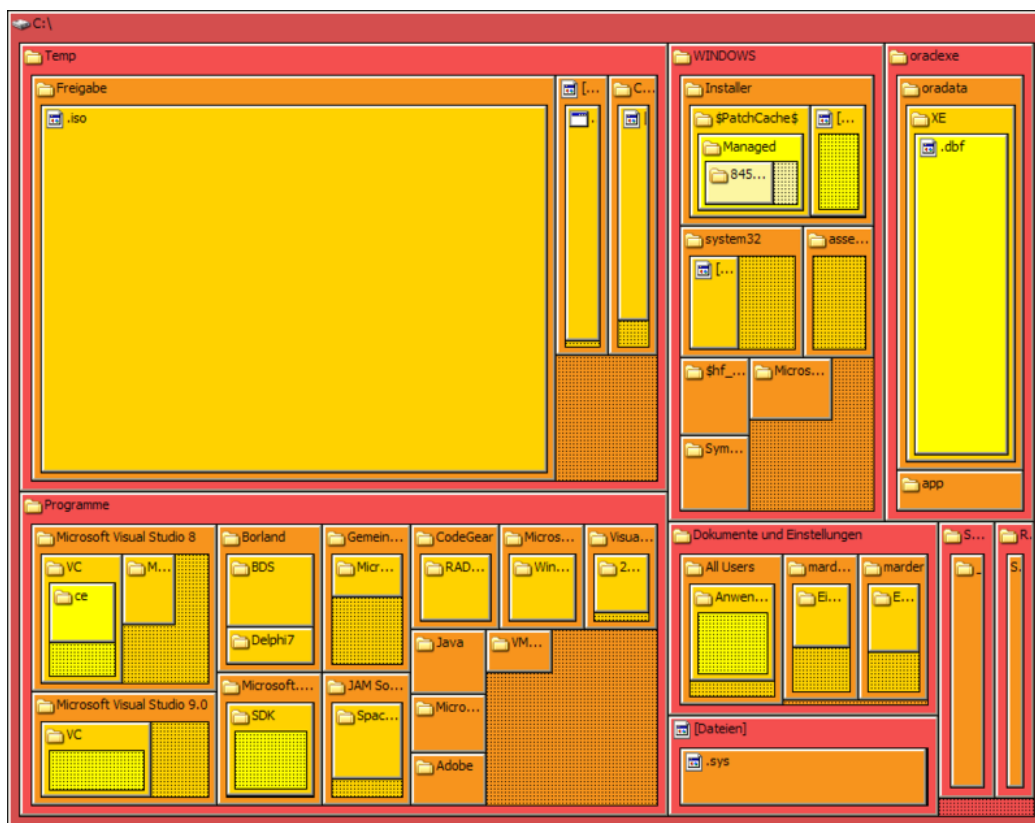 C:\
Temp
Freigabe
.iso
[...
.
C...
[
WINDOWS
Installer
$PatchCache$
Managed
845...
[...
system32
[...
asse...
$hf_...
Micros...
Sym...
oraclexe
oradata
XE
.dbf
app
Programme
Microsoft Visual Studio 8
VC
ce
M...
Microsoft Visual Studio 9.0
VC
Borland
BDS
Delphi7
Microsoft....
SDK
Gemein...
Micr...
JAM So...
Spac...
CodeGear
RAD...
Micros...
Win...
Visua...
2...
Java
VM...
Micro...
Adobe
Dokumente und Einstellungen
All Users
Anwen...
mard...
Ei...
marder
E...
[Dateien]
.sys
S...
_
R.
S.